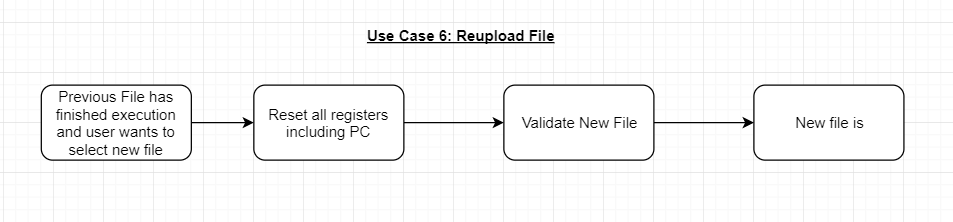 Use Case 6: Reupload File
Previous File has
finished execution
and user wants to
select new file
Reset all registers
including PC
Validate New File
New file is